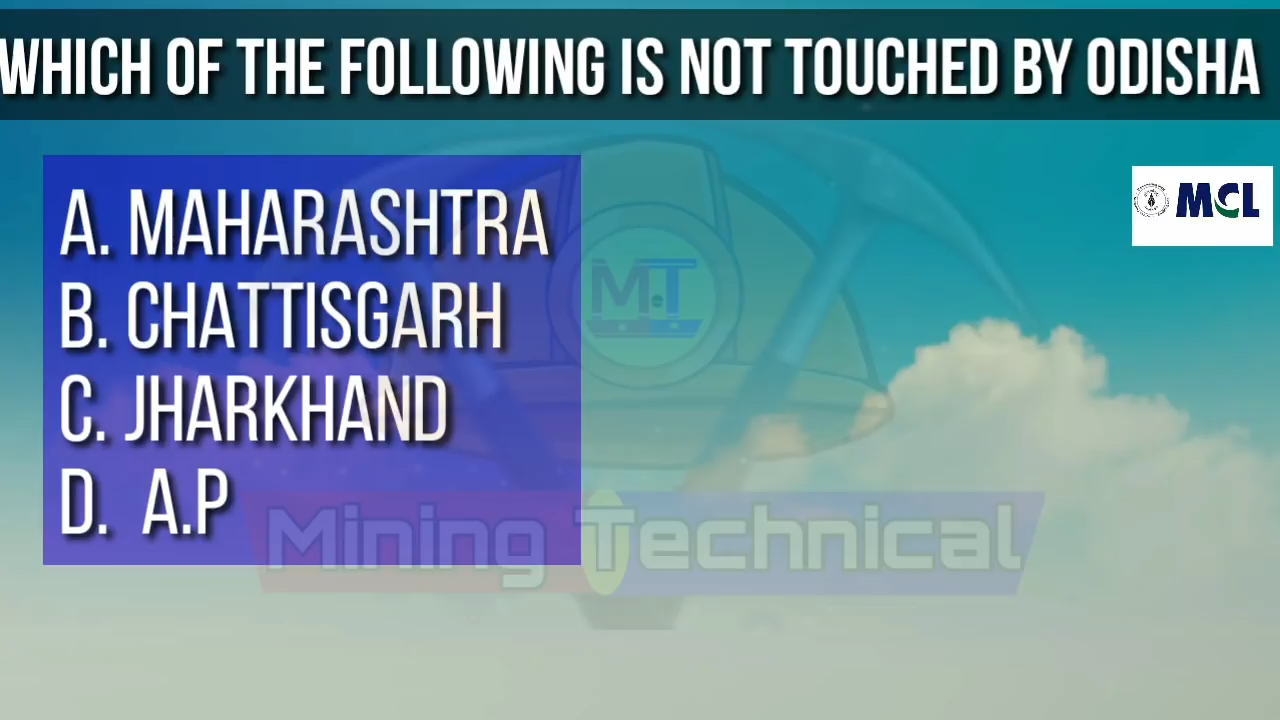 WHICH OF THE FOLLOWING IS NOT TOUCHED BY ODISHA
A. MAHARASHTRA
B. CHATTISGARH
C. JHARKHAND
D. A.P
MCL
M.T
Mining Technical